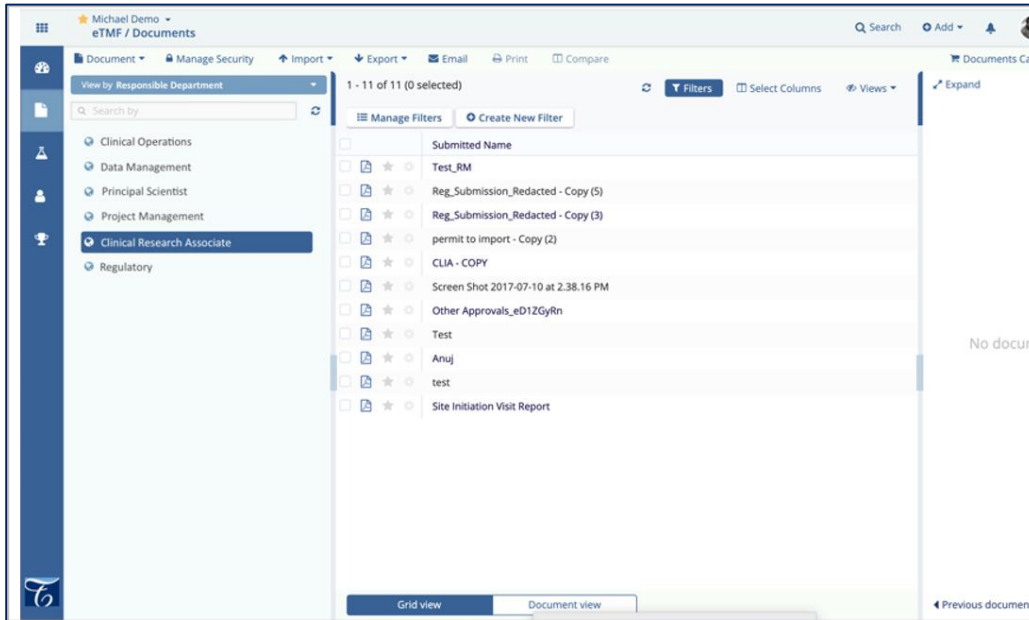 Michael Demo
eTMF / Documents
Search
Add
Document
Manage Security
Import
Export
Email
Print
Compare
Documents
View by Responsible Department
Search by
Clinical Operations
Data Management
Principal Scientist
Project Management
Clinical Research Associate
Regulatory
1 - 11 of 11 (0 selected)
Filters
Select Columns
Views
Manage Filters
Create New Filter
Submitted Name
Test_RM
Reg_Submission_Redacted - Copy (5)
Reg_Submission_Redacted - Copy (3)
permit to import - Copy (2)
CLIA - COPY
Screen Shot 2017-07-10 at 2.38.16 PM
Other Approvals_eD1ZGyRn
Test
Anuj
test
Site Initiation Visit Report
Grid view
Document view
Expand
No
Previous